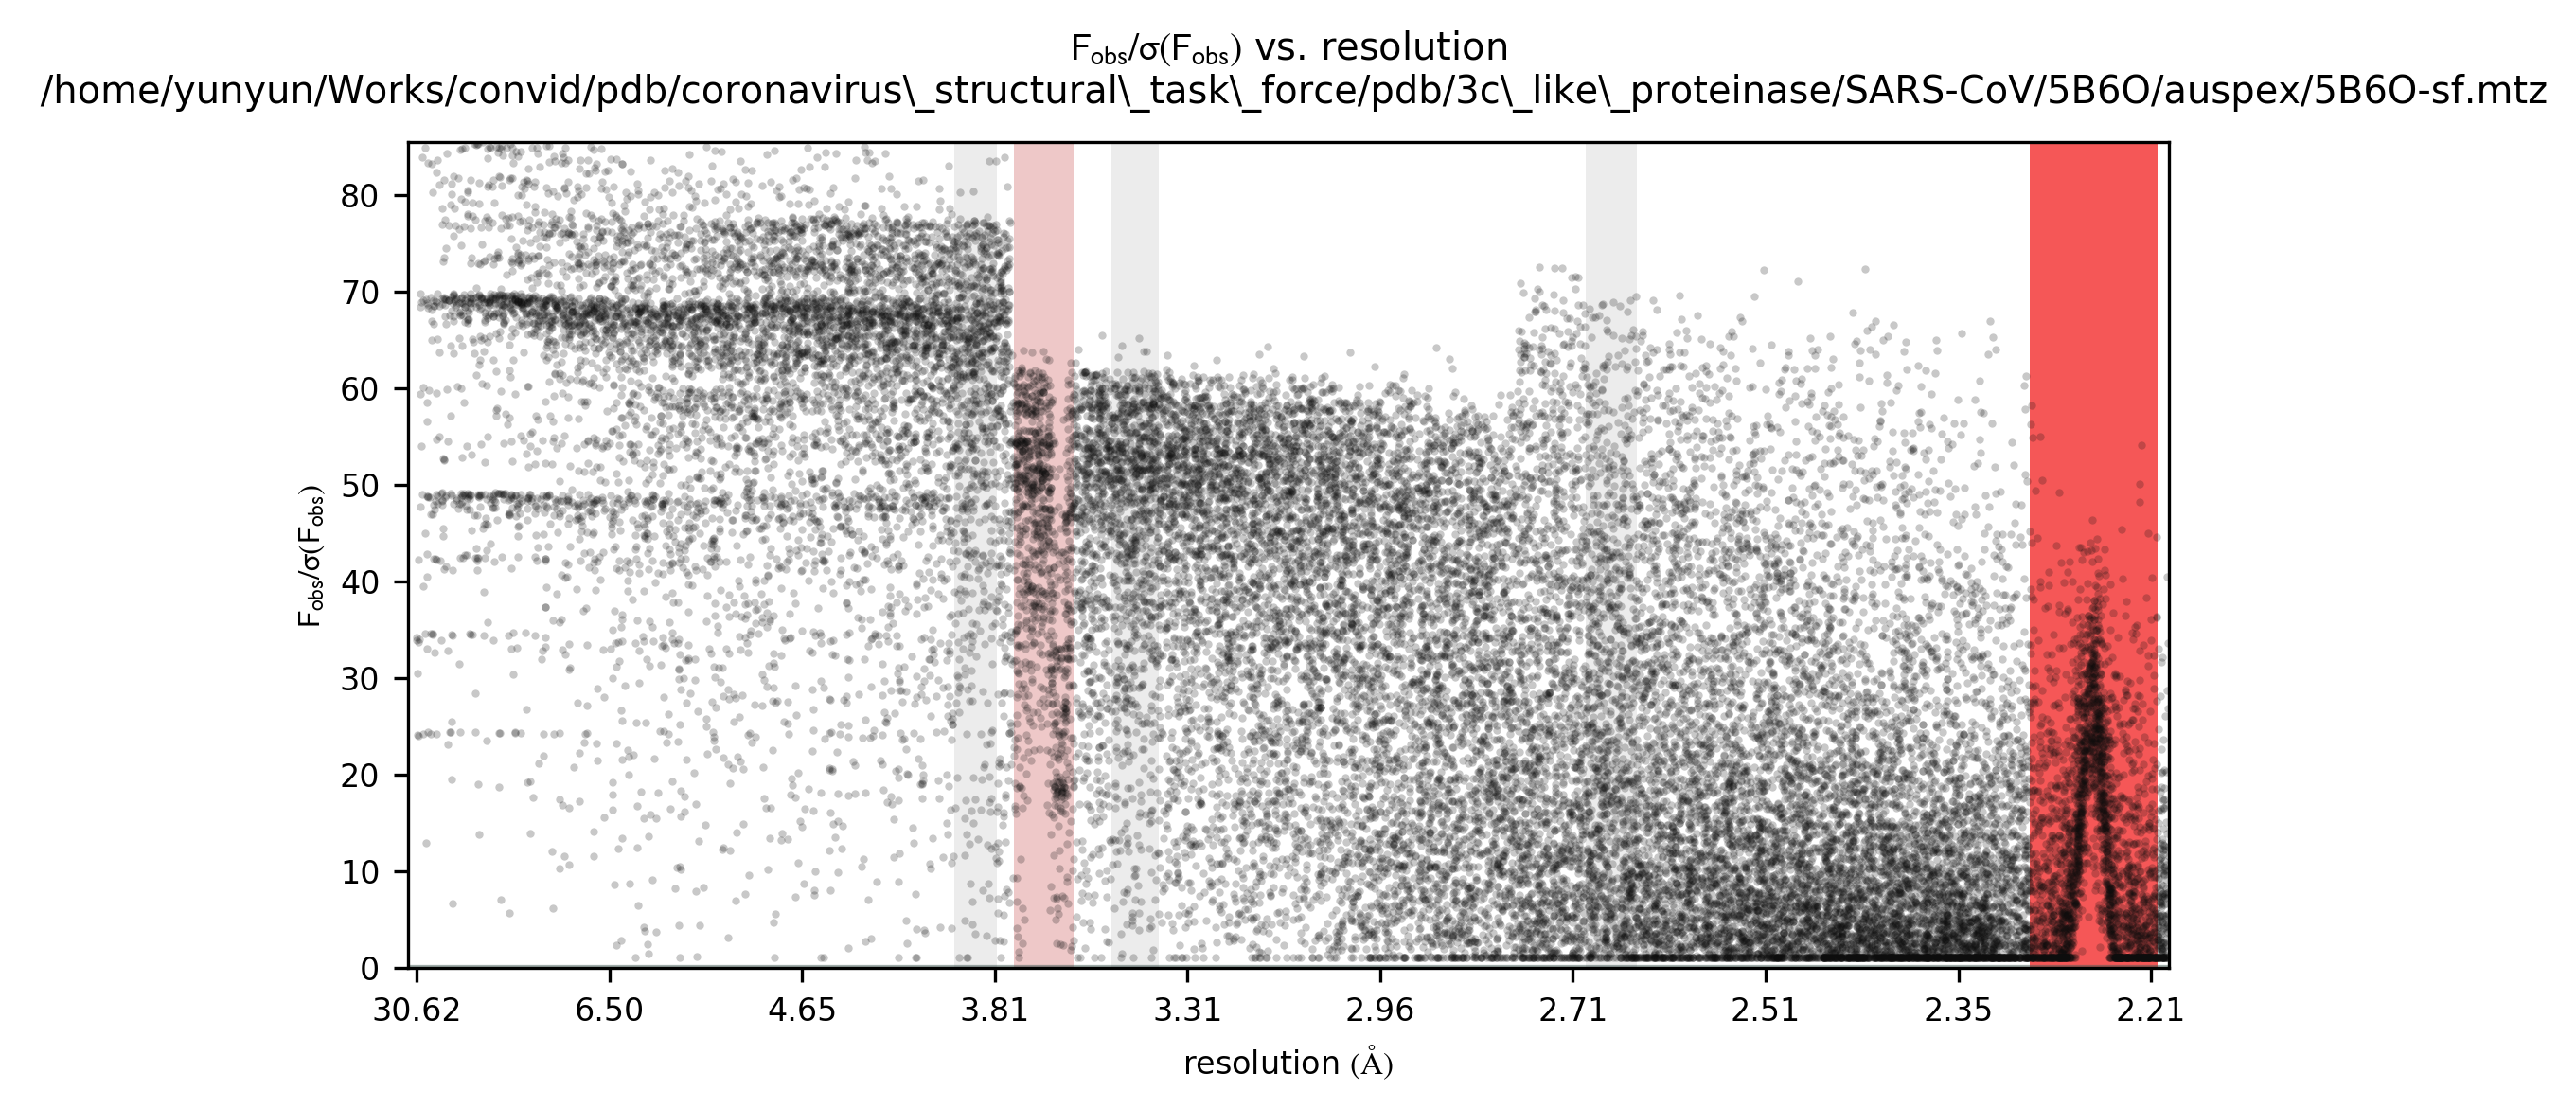 Fobs/σ(Fobs) vs. resolution
/home/yunyun/Works/convid/pdb/coronavirus\_structural\_task\_force/pdb/3c\_like\_proteinase/SARS-CoV/5B6O/auspex/5B6O-sf.mtz
Fobs/σ(Fobs)
80
70
60
50
40
30
20
10
0
30.62 6.50 4.65 3.81 3.31 2.96 2.71 2.51 2.35 2.21
resolution (Å)